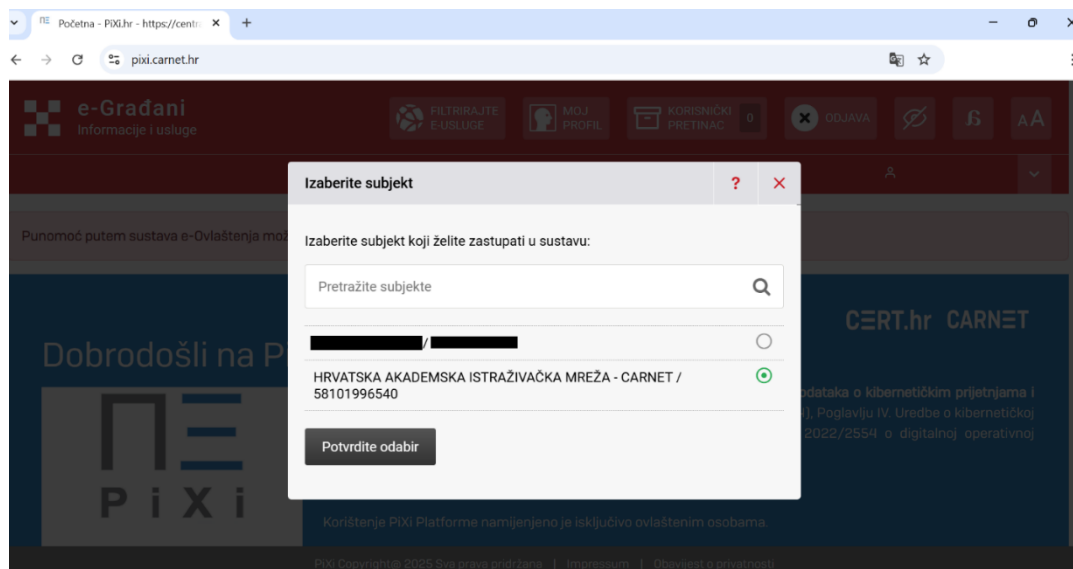 Početna - PiXi.hr - https://centr
pixi.carnet.hr
e-Građani
Informacije i usluge
FILTRIRAJTE
E-USLUGE
MOJ
PROFIL
KORISNIČKI
PRETINAC
0
ODJAVA
AA
Izaberite subjekt
?
Punomoć putem sustava e-Ovlaštenja mož
Izaberite subjekt koji želite zastupati u sustavu:
Pretražite subjekte
/
HRVATSKA AKADEMSKA ISTRAŽIVAČKA MREŽA - CARNET /
58101996540
Potvrdite odabir
CERT.hr CARNET
Dobrodošli na P
odataka o kibernetičkim prijetnjama i
), Poglavlju IV. Uredbe o kibernetičkoj
2022/2554 o digitalnoj operativnoj
PiXi
Korištenje PiXi Platforme namijenjeno je isključivo ovlaštenim osobama.
PiXi Copyright® 2025 Sva prava pridržana | Impressum | Obavijest o privatnosti